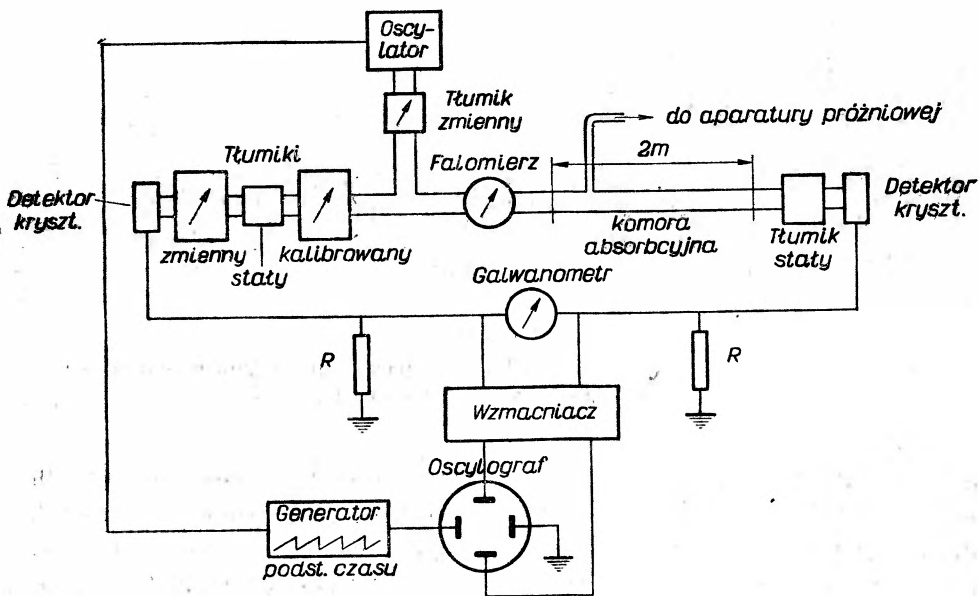 Oscy-
lator
Tłumik
zmienny
do aparatury próżniowej
Tłumiki
Falomierz
2m
Detektor
kryszt.
Detektor
kryszt.
zmienny
stały
kalibrowany
komora
absorbcyjna
Tłumik
stały
Galwanometr
R
R
Wzmacniacz
Oscylograf
Generator
podst. czasu